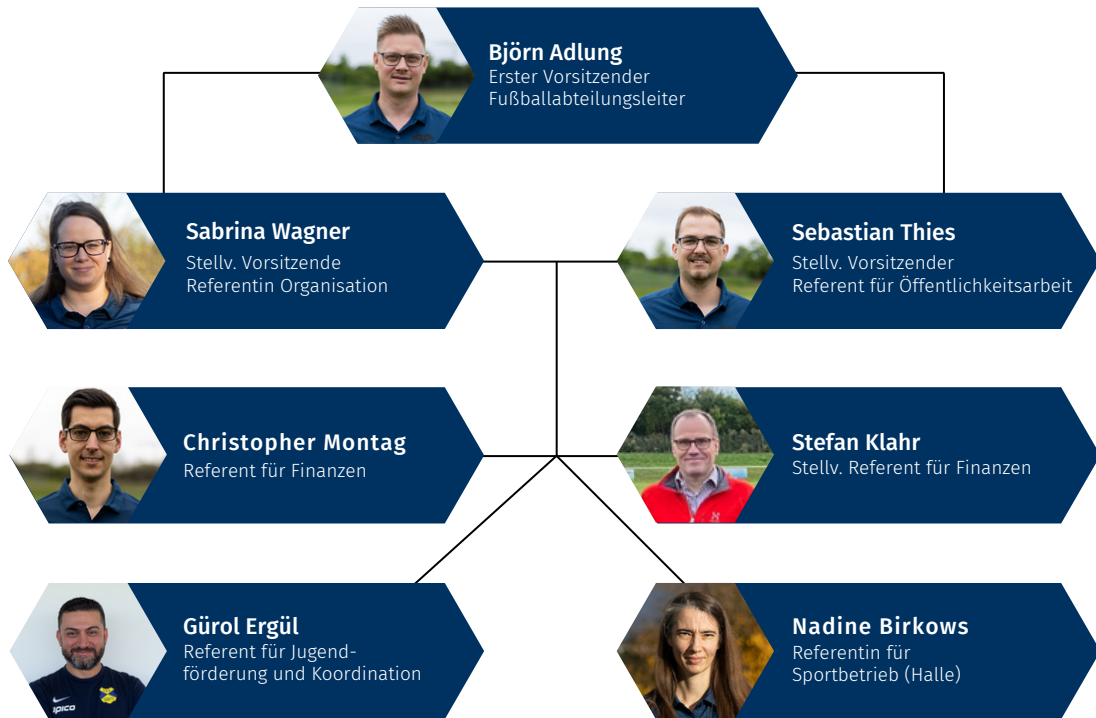 Björn Adlung
Erster Vorsitzender
Fußballabteilungsleiter
Sabrina Wagner
Stellv. Vorsitzende
Referentin Organisation
Sebastian Thies
Stellv. Vorsitzender
Referent für Öffentlichkeitsarbeit
Christopher Montag
Referent für Finanzen
Stefan Klahr
Stellv. Referent für Finanzen
Gürol Ergül
Referent für Jugend-
förderung und Koordination
Nadine Birkows
Referentin für
Sportbetrieb (Halle)